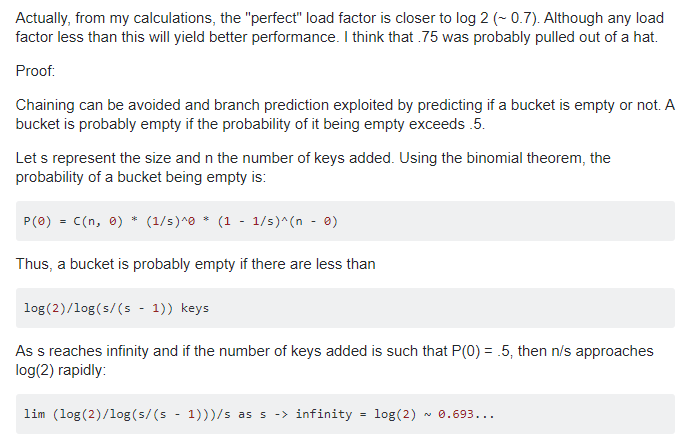 Actually, from my calculations, the "perfect" load factor is closer to log 2 (~ 0.7). Although any load
factor less than this will yield better performance. I think that .75 was probably pulled out of a hat.
Proof:
Chaining can be avoided and branch prediction exploited by predicting if a bucket is empty or not. A
bucket is probably empty if the probability of it being empty exceeds .5.
Let s represent the size and n the number of keys added. Using the binomial theorem, the
probability of a bucket being empty is:
P(0) = C(n, 0) * (1/s)^0 * (1 - 1/s)^(n - 0)
Thus, a bucket is probably empty if there are less than
log(2)/log(s/(s - 1)) keys
As s reaches infinity and if the number of keys added is such that P(0) = .5, then n/s approaches
log(2) rapidly:
lim (log(2)/log(s/(s - 1)))/s as s -> infinity = log(2) ~ 0.693...